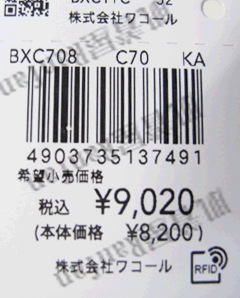 株式会社ワコール
BXC708 C70 KA
4903735137491
希望小売価格
税込 ¥9,020
(本体価格 ¥8,200)
株式会社ワコール
RFID